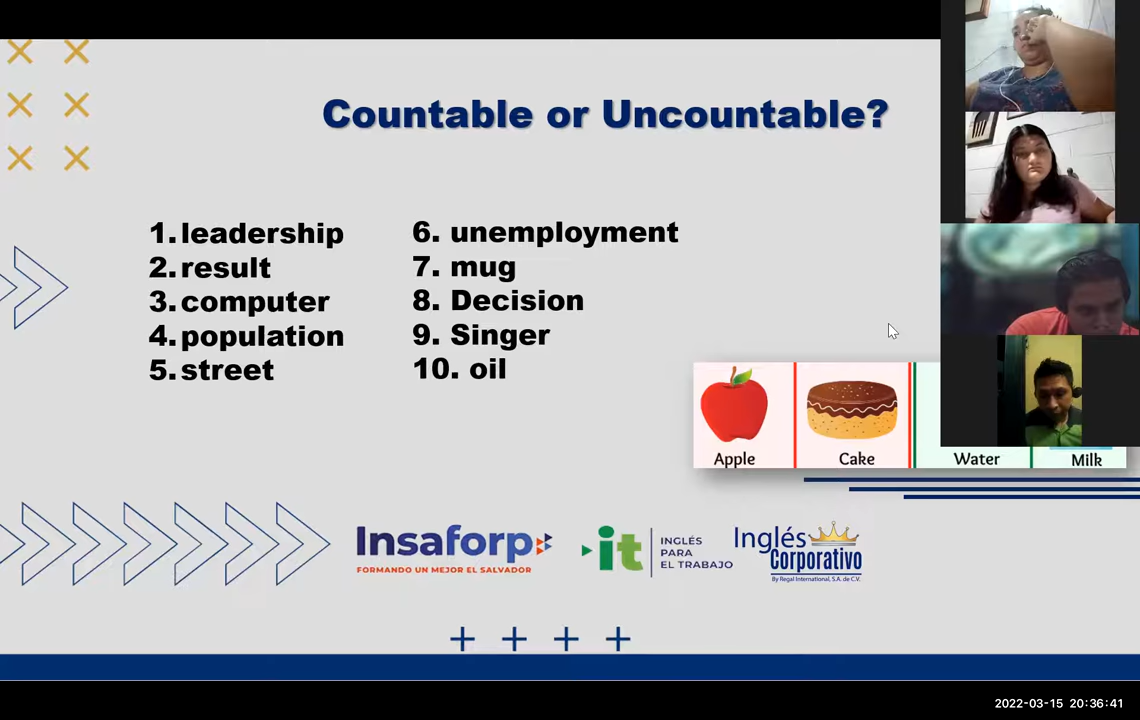 Countable or Uncountable?
1. leadership
2. result
3. computer
4. population
5. street
6. unemployment
7. mug
8. Decision
9. Singer
10. oil
Apple
Cake
Water
Milk
Insaforp
FORMANDO UN MEJOR EL SALVADOR
it
INGLÉS
PARA
EL TRABAJO
Inglés
Corporativo
By Regal International, S.A. de C.V.
2022-03-15 20:36:41